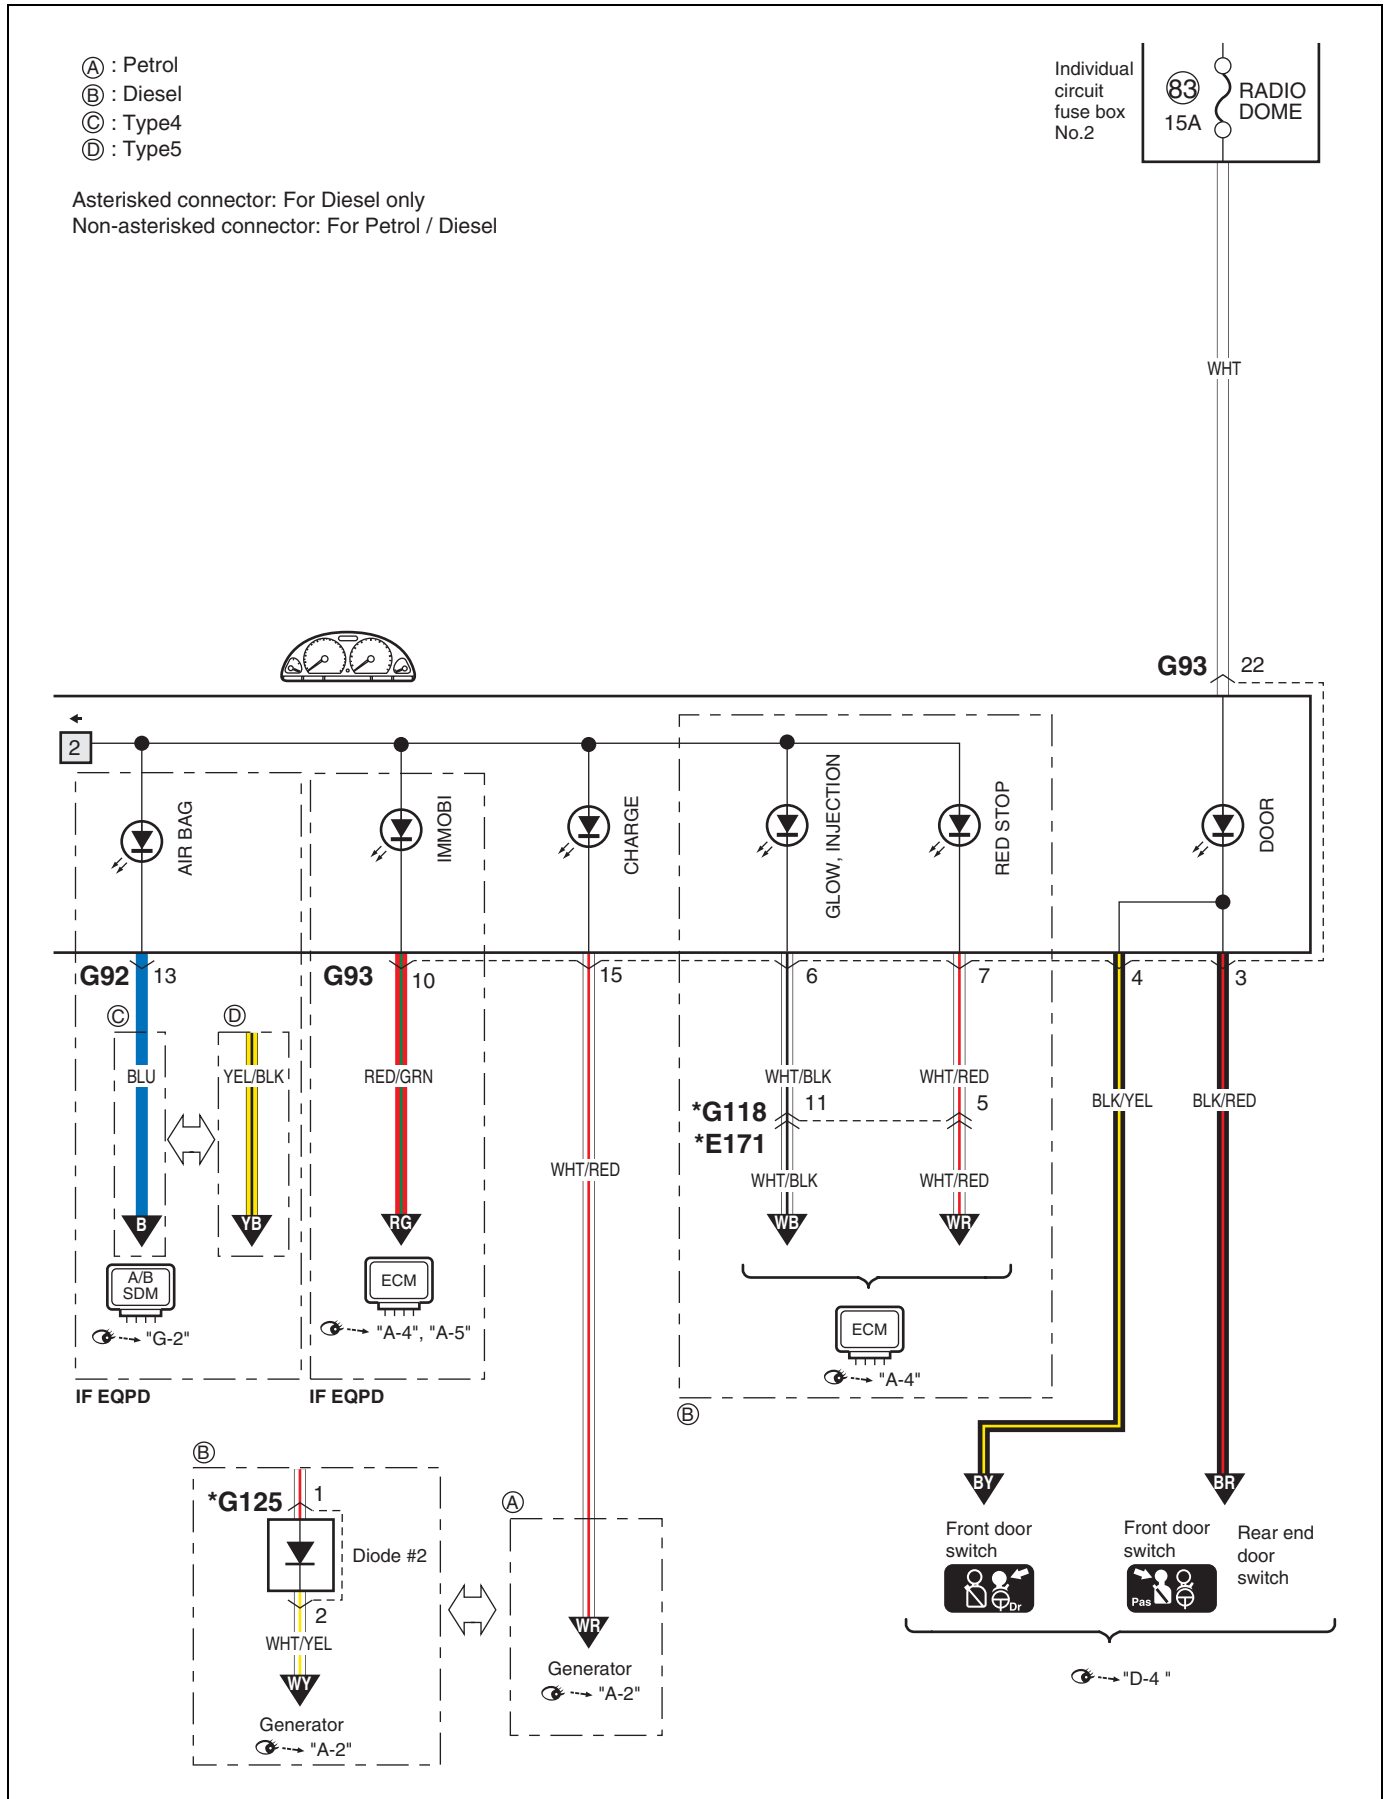 Ⓐ : Petrol
Ⓑ : Diesel
Ⓒ : Type4
Ⓓ : Type5
Asterisked connector: For Diesel only
Non-asterisked connector: For Petrol / Diesel
Individual
circuit
fuse box
No.2
83
15A
RADIO
DOME
WHT
G93 22
2
AIR BAG
IMMOBI
CHARGE
GLOW, INJECTION
RED STOP
DOOR
G92 13
G93 10
15
6
7
4
3
Ⓒ
Ⓓ
BLU
YEL/BLK
RED/GRN
WHT/BLK
WHT/RED
BLK/YEL
BLK/RED
*G118 11
5
*E171
WHT/RED
WHT/BLK
WHT/RED
B
YB
RG
WB
WR
A/B
SDM
"G-2"
ECM
"A-4", "A-5"
ECM
"A-4"
IF EQPD
IF EQPD
Ⓑ
Ⓑ
*G125 1
Diode #2
2
WHT/YEL
WY
Generator
"A-2"
Ⓐ
WR
Generator
"A-2"
BY
BR
Front door
switch
Dr
Front door
switch
Pas
Rear end
door
switch
"D-4 "